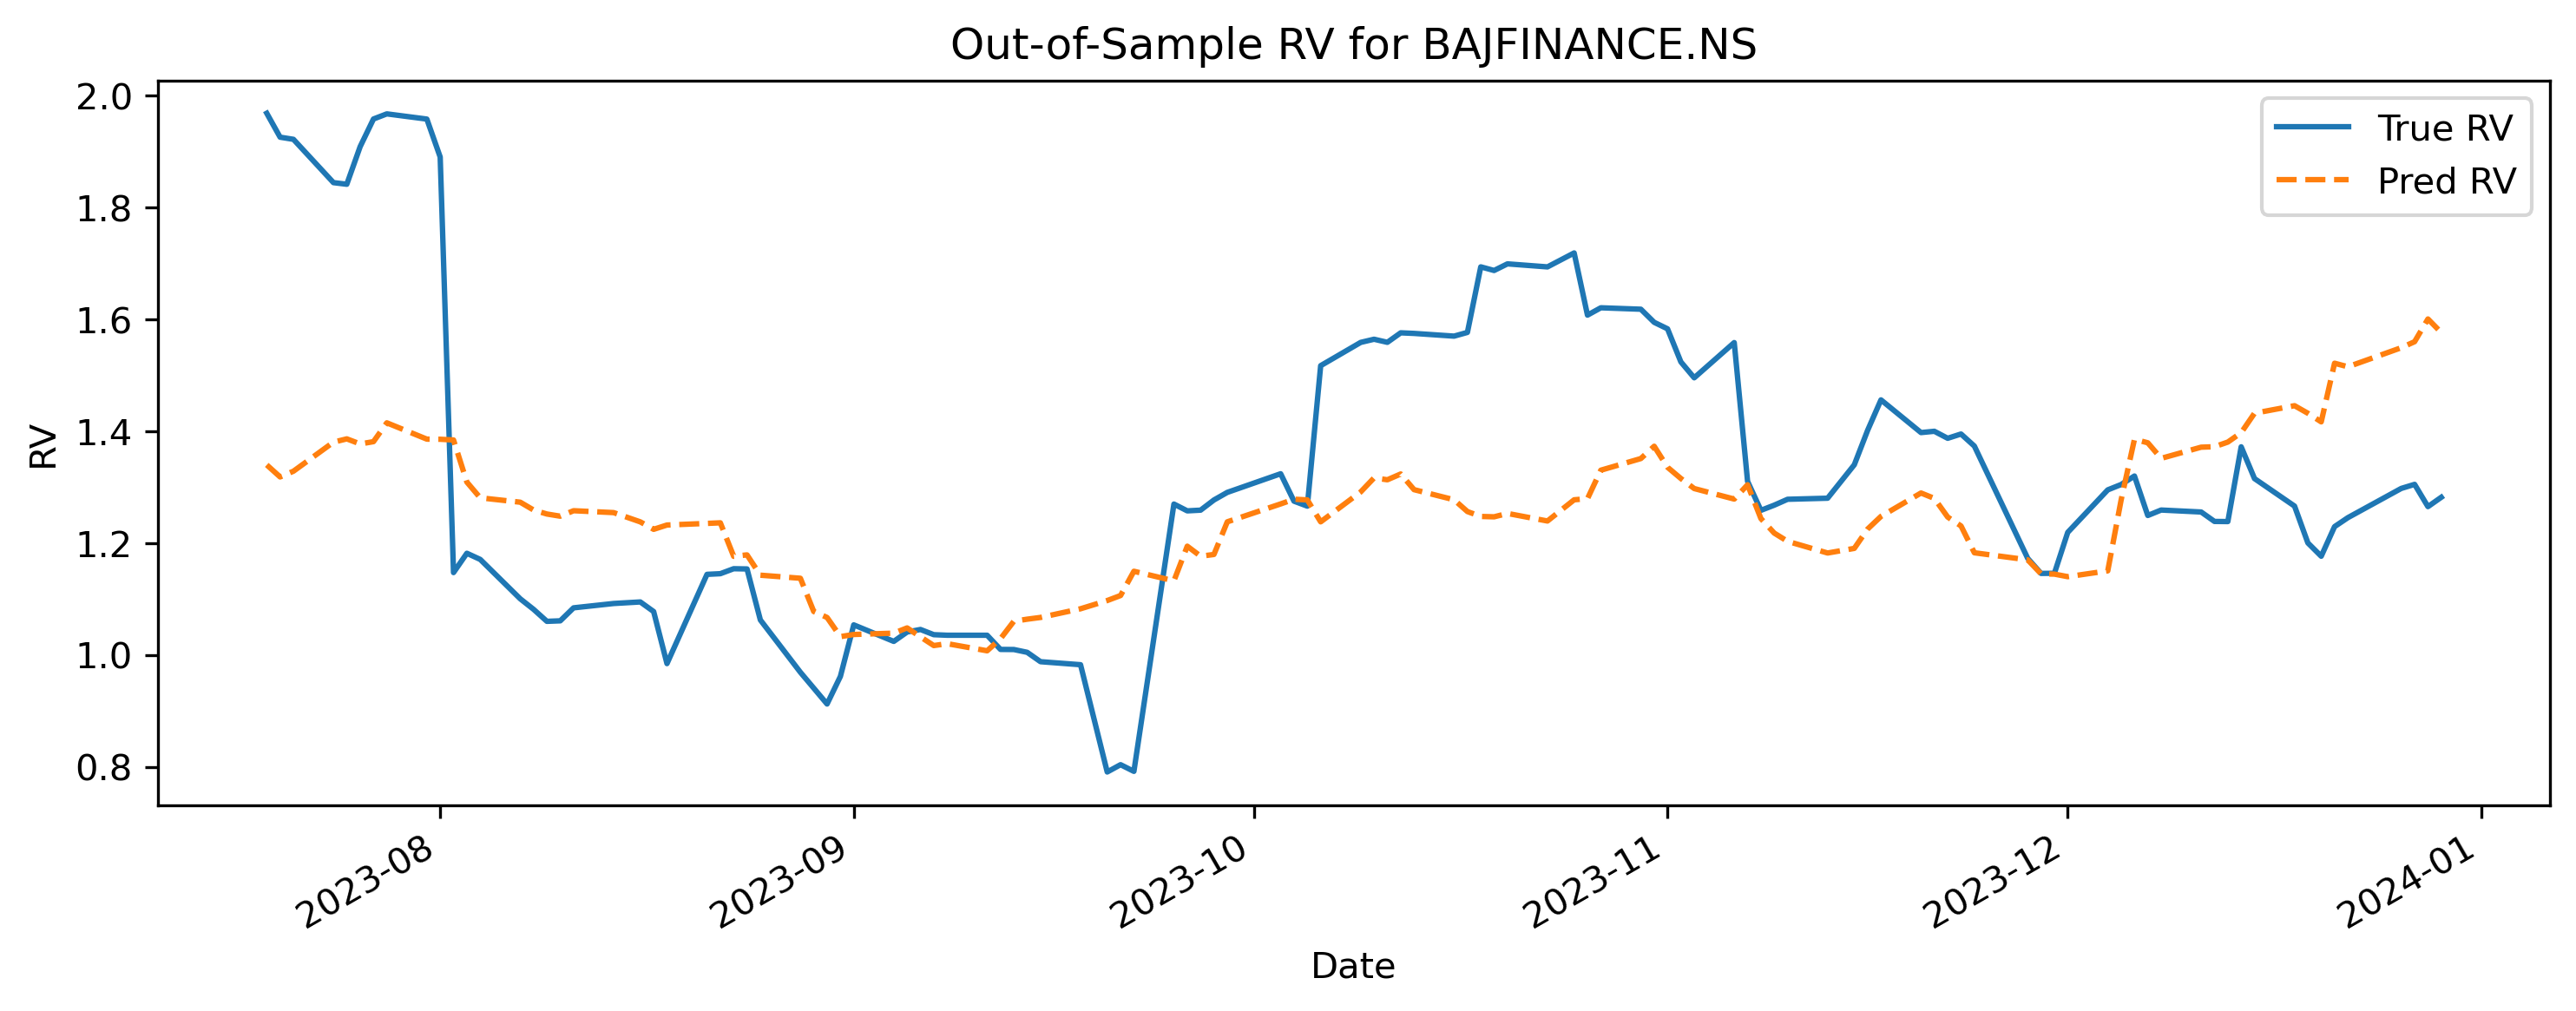 Out-of-Sample RV for BAJFINANCE.NS
True RV
Pred RV
RV
2.0
1.8
1.6
1.4
1.2
1.0
0.8
2023-08
2023-09
2023-10
2023-11
2023-12
2024-01
Date